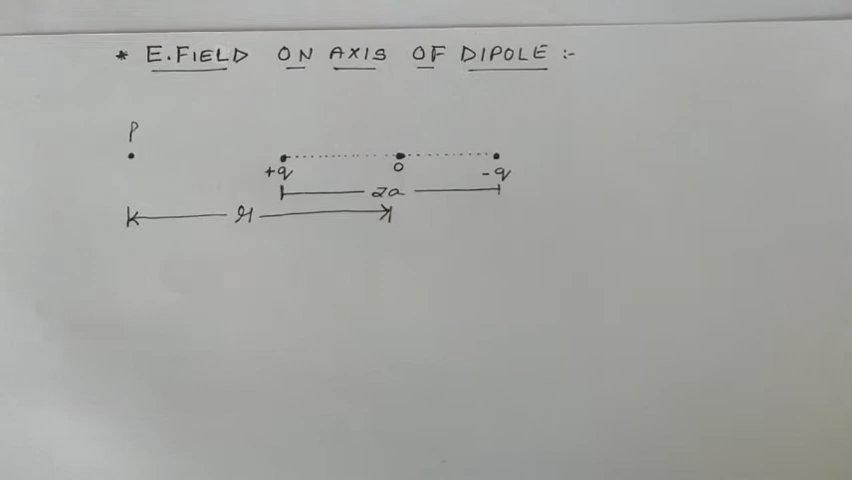 * E.FIELD ON AXIS OF DIPOLE :-
P
+q O -q
2a
r